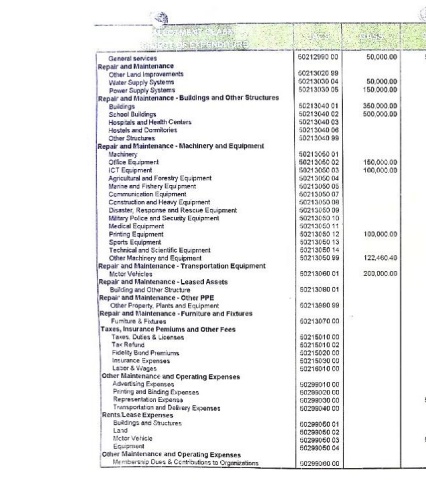 General services 50212990 00 50,000.00
Repair and Maintenance
Other Land Improvements 50213020 99
Water Supply Systems 50213030 04 50,000.00
Power Supply Systems 50213030 05 150,000.00
Repair and Maintenance - Buildings and Other Structures
Buildings 50213040 01 350,000.00
School Buildings 50213040 02 500,000.00
Hospitals and Health Centers 50213040 03
Hostels and Dormitories 50213040 06
Other Structures 50213040 99
Repair and Maintenance - Machinery and Equipment
Machinery 50213050 01
Office Equipment 50213050 02 150,000.00
ICT Equipment 50213050 03 100,000.00
Agricultural and Forestry Equipment 50213050 04
Marine and Fishery Equipment 50213050 05
Communication Equipment 50213050 07
Construction and Heavy Equipment 50213050 08
Disaster, Response and Rescue Equipment 50213050 09
Military Police and Security Equipment 50213050 10
Medical Equipment 50213050 11
Printing Equipment 50213050 12 100,000.00
Sports Equipment 50213050 13
Technical and Scientific Equipment 50213050 14
Other Machinery and Equipment 50213050 99 122,460.49
Repair and Maintenance - Transportation Equipment
Motor Vehicles 50213060 01 200,000.00
Repair and Maintenance - Leased Assets
Building and Other Structure 50213080 01
Repair and Maintenance - Other PPE
Other Property, Plants and Equipment 50213990 99
Repair and Maintenance - Furniture and Fixtures
Furniture & Fixtures 50213070 00
Taxes, Insurance Pemiums and Other Fees
Taxes, Duties & Licenses 50215010 00
Tax Refund 50215010 02
Fidelity Bond Premiums 50215020 00
Insurance Expenses 50215030 00
Labor & Wages 50216010 00
Other Maintenance and Operating Expenses
Advertising Expenses 50299010 00
Printing and Binding Expenses 50299020 00
Representation Expense 50299030 00
Transportation and Delivery Expenses 50299040 00
Rents/Lease Expenses
Buildings and Structures 50299050 01
Land 50299050 02
Motor Vehicle 50299050 03
Equipment 50299050 04
Other Maintenance and Operating Expenses
Membership Dues & Contributions to Organizations 50299060 00